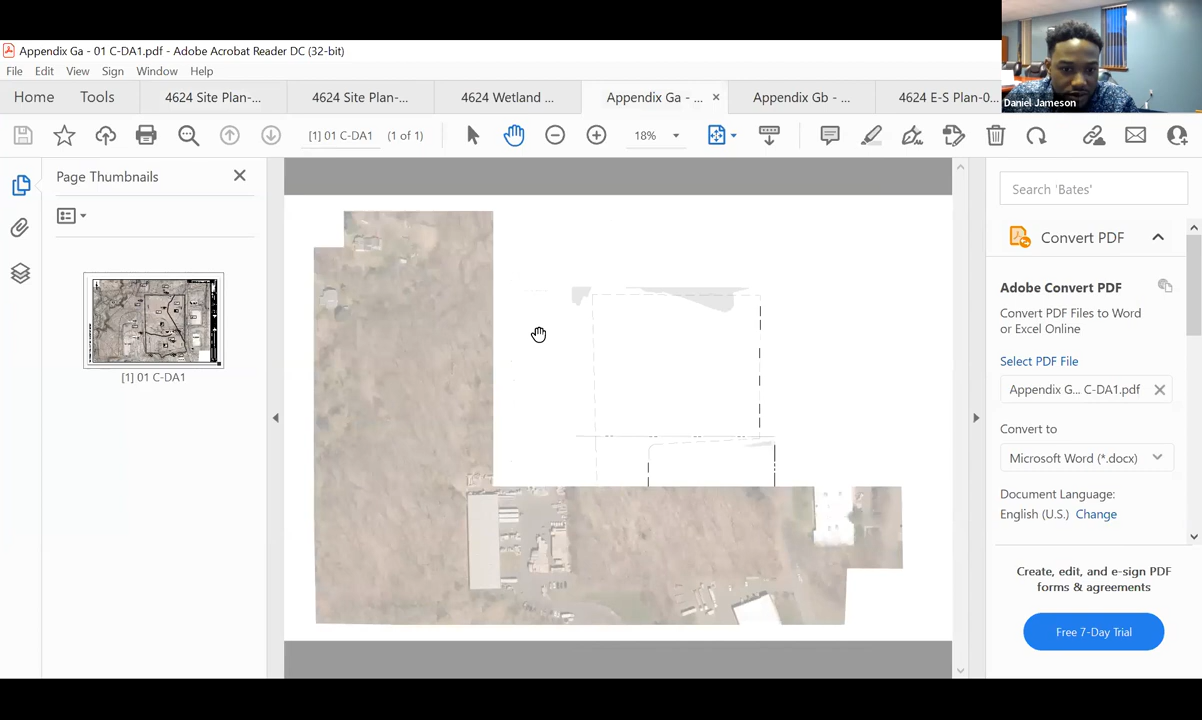 Appendix Ga - 01 C-DA1.pdf - Adobe Acrobat Reader DC (32-bit)
File Edit View Sign Window Help
Home Tools 4624 Site Plan-... 4624 Site Plan-... 4624 Wetland ... Appendix Ga - ... Appendix Gb - ... 4624 E-S Plan-0...
Daniel Jameson
[1] 01 C-DA1 (1 of 1) 18%
Page Thumbnails
[1] 01 C-DA1
Search 'Bates'
Convert PDF
Adobe Convert PDF
Convert PDF Files to Word
or Excel Online
Select PDF File
Appendix G... C-DA1.pdf
Convert to
Microsoft Word (*.docx)
Document Language:
English (U.S.) Change
Create, edit, and e-sign PDF
forms & agreements
Free 7-Day Trial